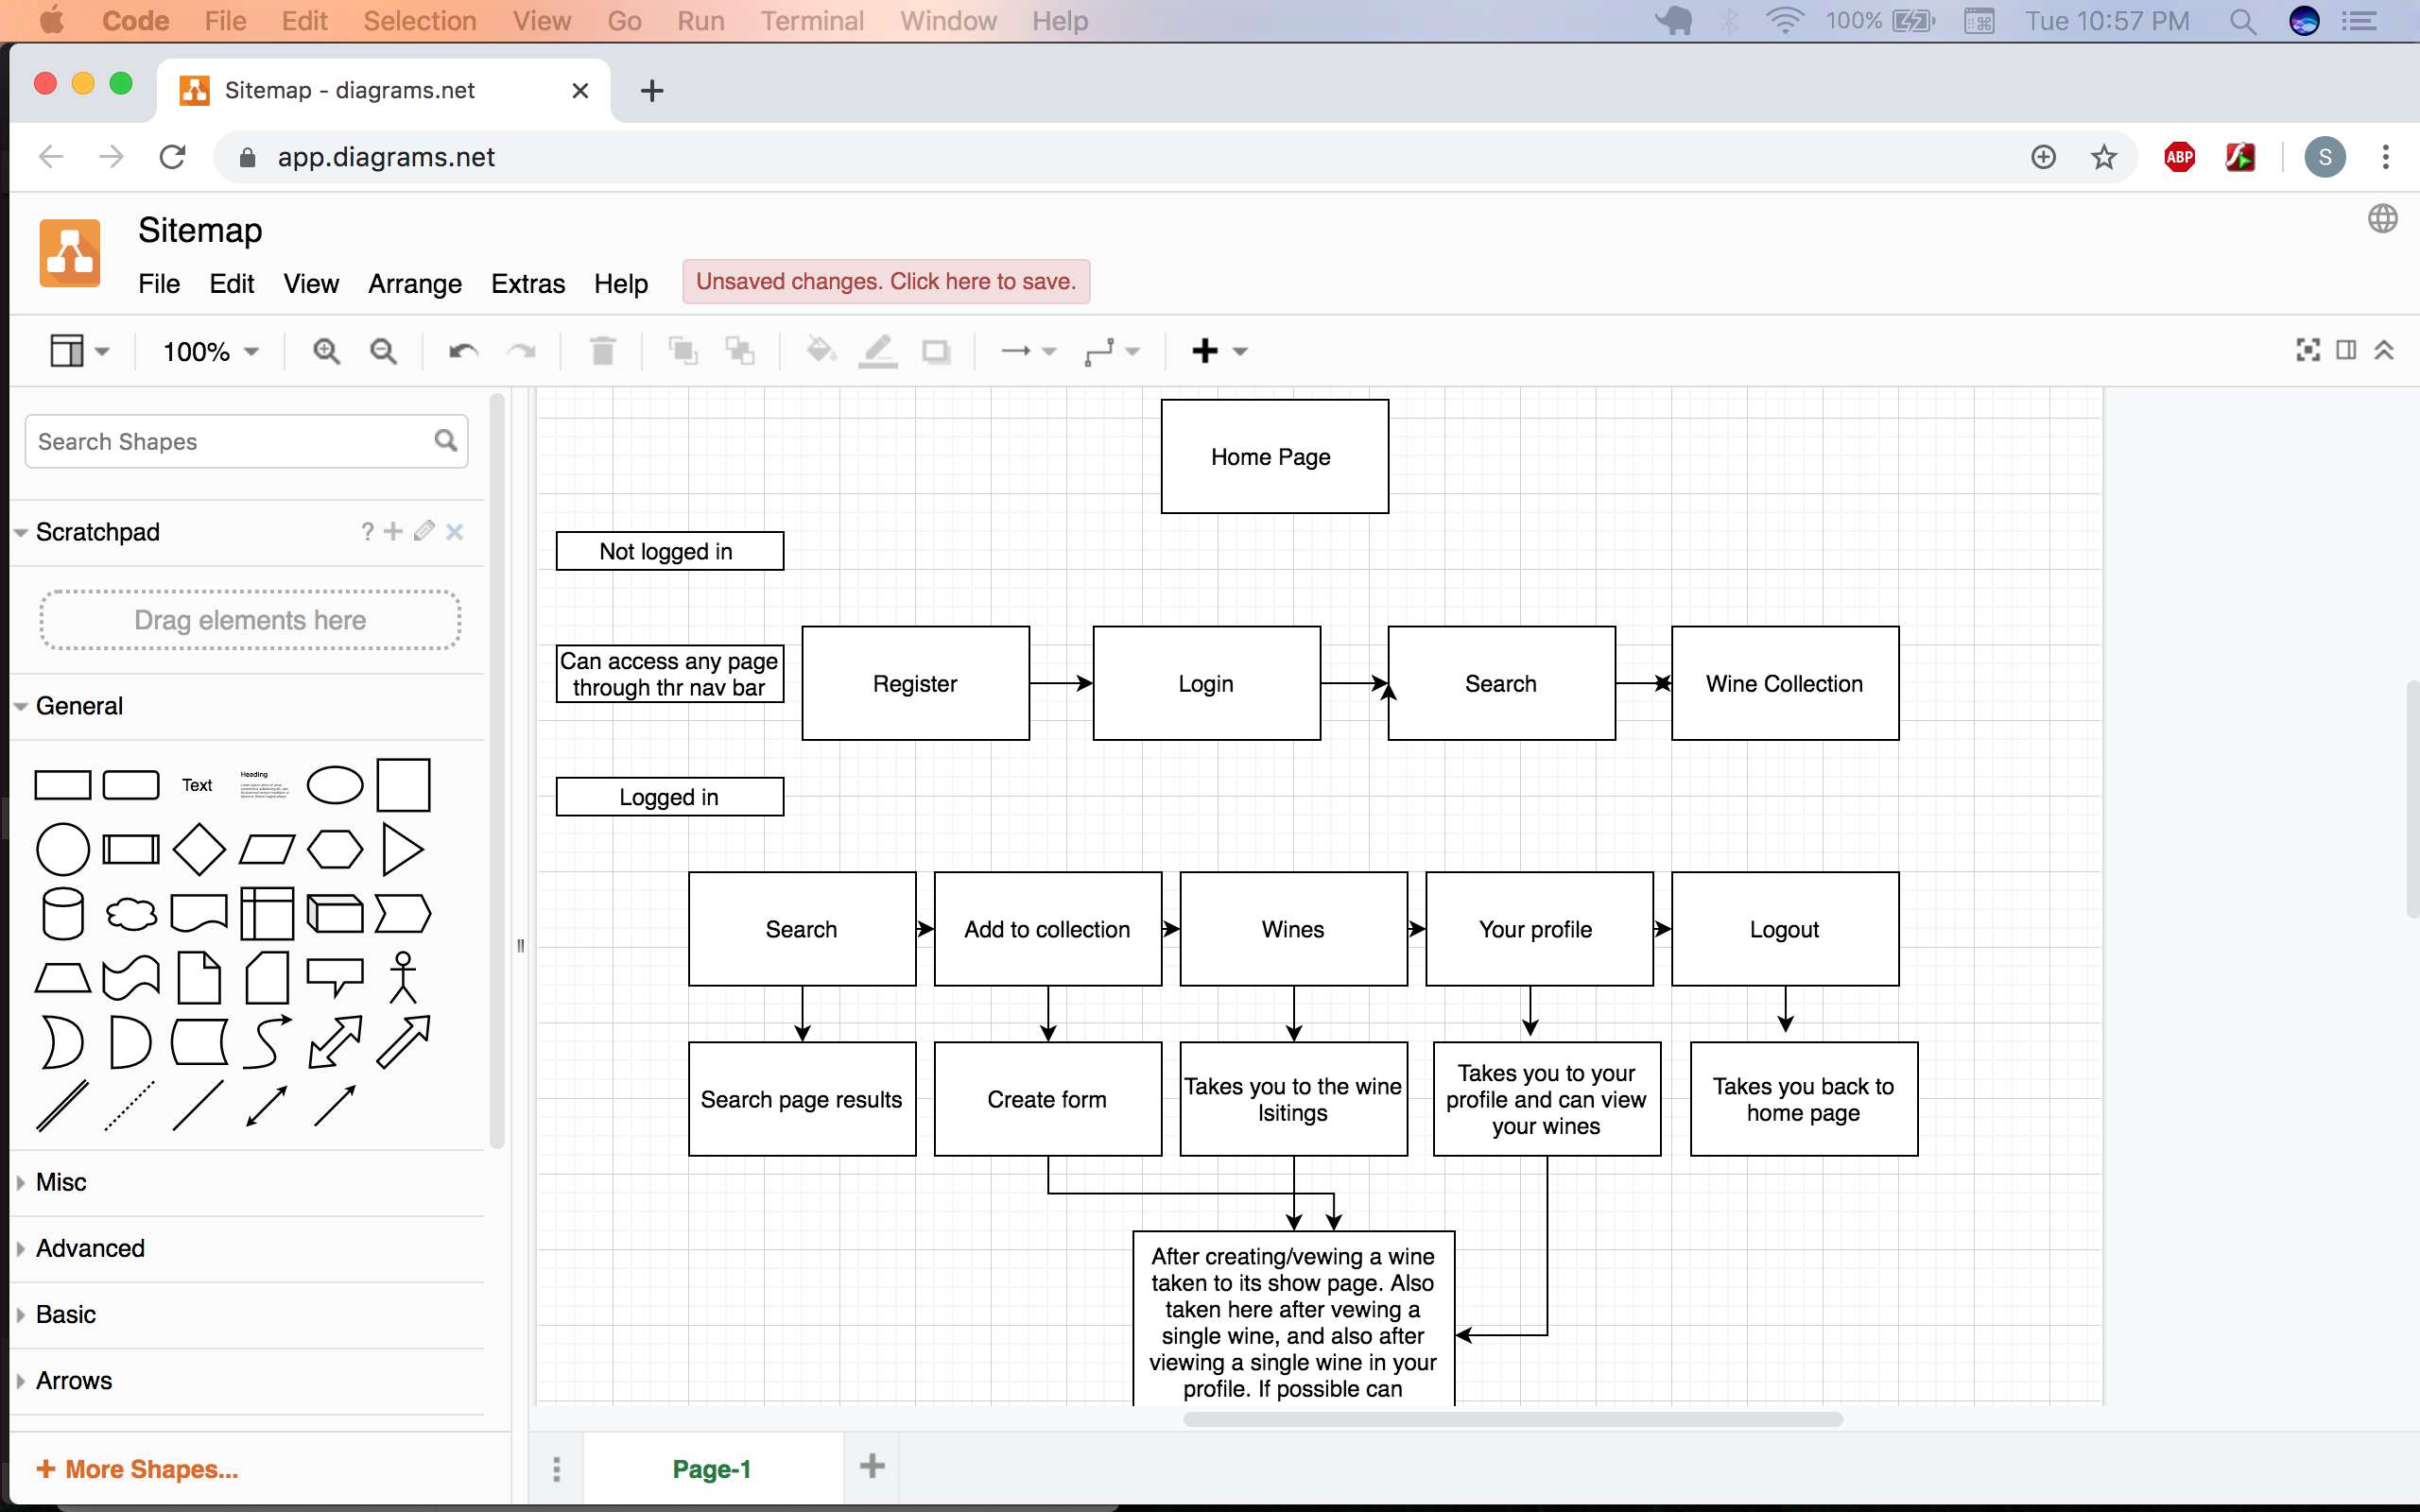 Code File Edit Selection View Go Run Terminal Window Help 100% Tue 10:57 PM
Sitemap - diagrams.net
app.diagrams.net
ABP
S
Sitemap
File Edit View Arrange Extras Help Unsaved changes. Click here to save.
100%
Search Shapes
Scratchpad
?
Drag elements here
General
Text
Heading
Misc
Advanced
Basic
Arrows
+ More Shapes...
Home Page
Not logged in
Can access any page
through thr nav bar
Register
Login
Search
Wine Collection
Logged in
Search
Add to collection
Wines
Your profile
Logout
Search page results
Create form
Takes you to the wine
lsitings
Takes you to your
profile and can view
your wines
Takes you back to
home page
After creating/vewing a wine
taken to its show page. Also
taken here after vewing a
single wine, and also after
viewing a single wine in your
profile. If possible can
Page-1